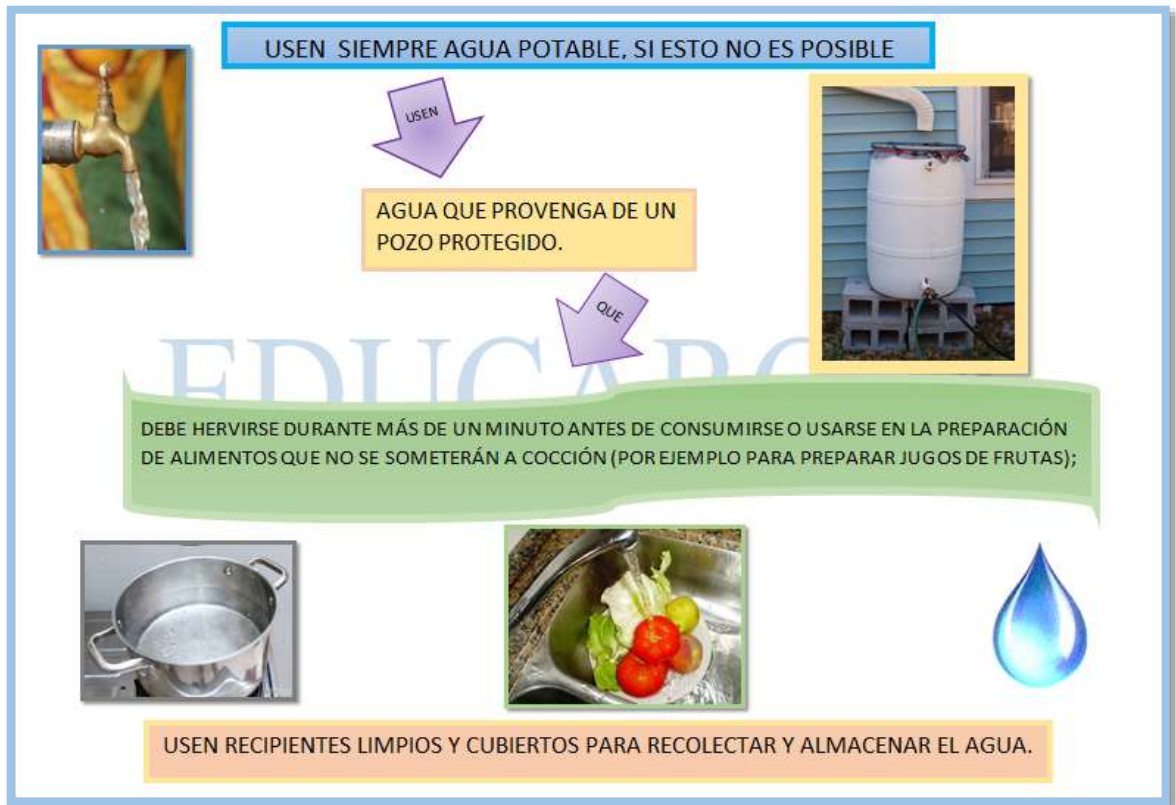 USEN SIEMPRE AGUA POTABLE, SI ESTO NO ES POSIBLE
USEN
AGUA QUE PROVENGA DE UN
POZO PROTEGIDO.
QUE
DEBE HERVIRSE DURANTE MÁS DE UN MINUTO ANTES DE CONSUMIRSE O USARSE EN LA PREPARACIÓN
DE ALIMENTOS QUE NO SE SOMETERÁN A COCCIÓN (POR EJEMPLO PARA PREPARAR JUGOS DE FRUTAS);
USEN RECIPIENTES LIMPIOS Y CUBIERTOS PARA RECOLECTAR Y ALMACENAR EL AGUA.